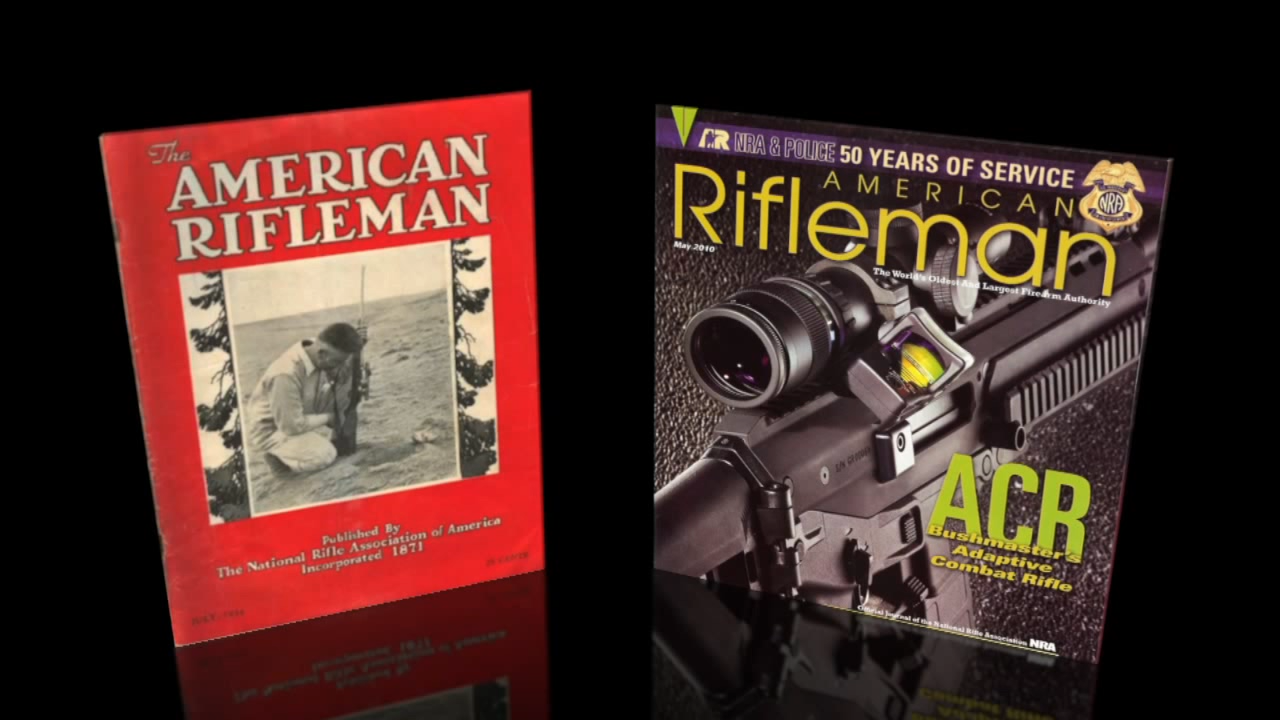 The
AMERICAN
RIFLEMAN
Published By
The National Rifle Association of America
Incorporated 1871
NRA & POLICE 50 YEARS OF SERVICE
NRA
AMERICAN
Rifleman
May 2010
The World's Oldest And Largest Firearm Authority
ACR
Bushmaster's
Adaptive
Combat Rifle
Official Journal of the National Rifle Association NRA